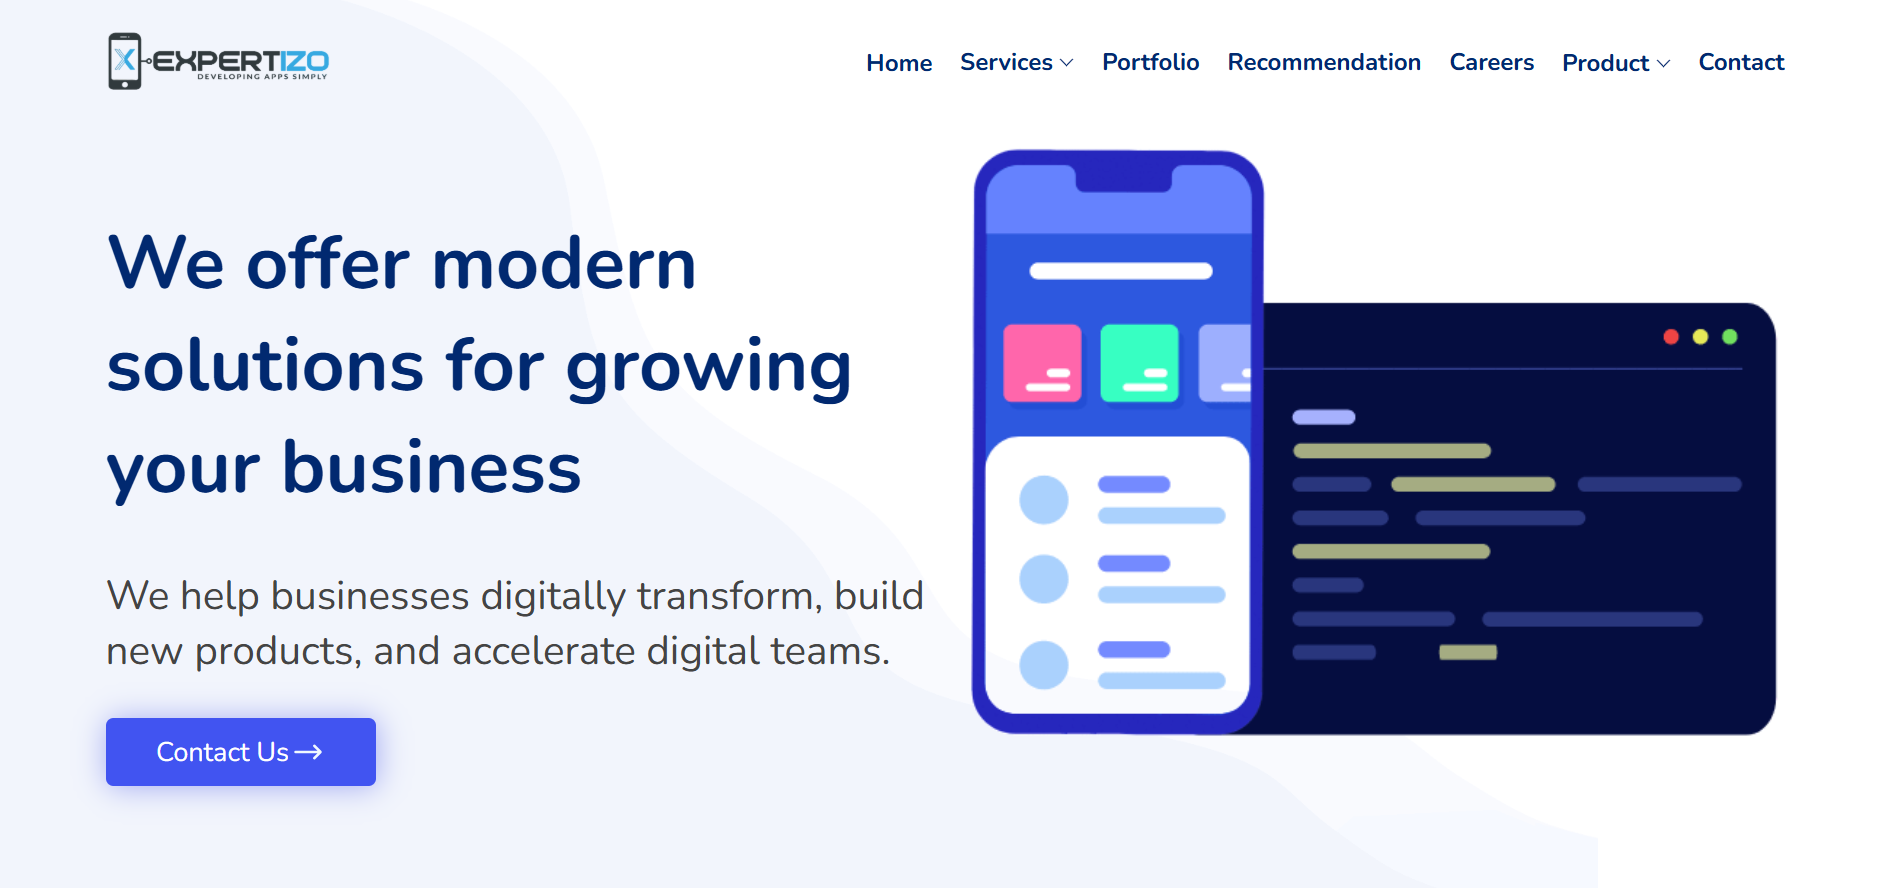 X EXPERTIZO
DEVELOPING APPS SIMPLY
Home Services Portfolio Recommendation Careers Product Contact
We offer modern
solutions for growing
your business
We help businesses digitally transform, build
new products, and accelerate digital teams.
Contact Us